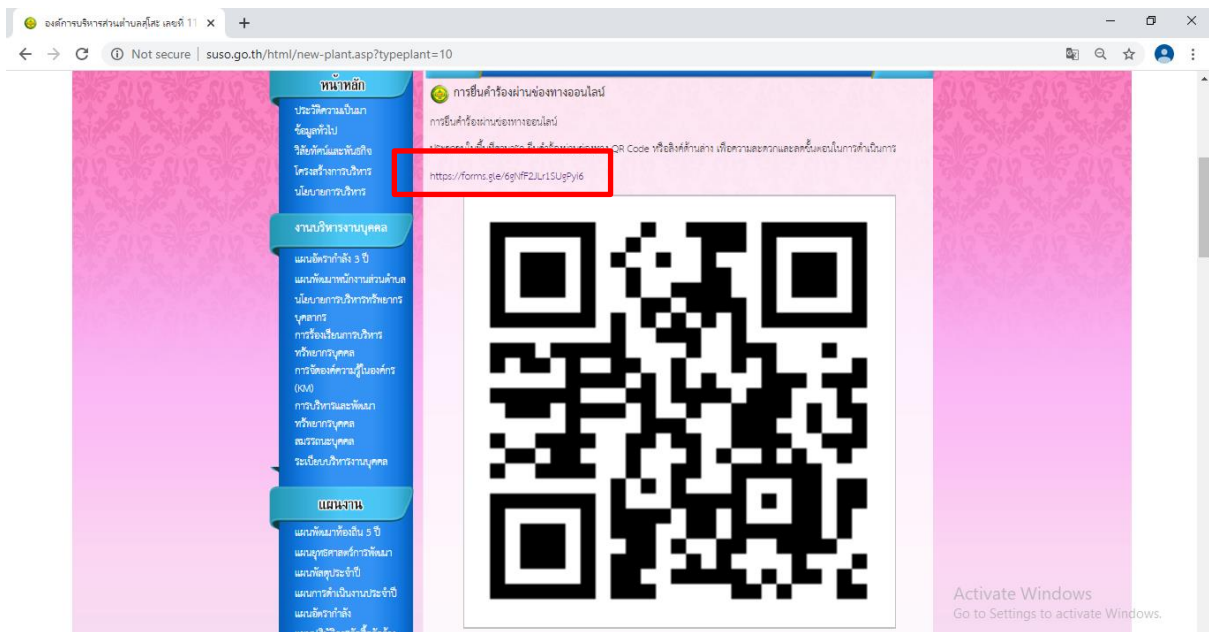 องค์การบริหารส่วนตำบลสุโสะ เลขที่ 11
Not secure
suso.go.th/html/new-plant.asp?typeplant=10
หน้าหลัก
ประวัติความเป็นมา
ข้อมูลทั่วไป
วิสัยทัศน์และพันธกิจ
โครงสร้างการบริหาร
นโยบายการบริหาร
งานบริหารงานบุคคล
แผนอัตรากำลัง 3 ปี
แผนพัฒนาพนักงานส่วนตำบล
นโยบายการบริหารทรัพยากร
บุคลากร
การร้องเรียนการบริหาร
ทรัพยากรบุคคล
การจัดองค์ความรู้ในองค์กร
(KM)
การบริหารและพัฒนา
ทรัพยากรบุคคล
สมรรถนะบุคคล
ระเบียบบริหารงานบุคคล
แผนงาน
แผนพัฒนาท้องถิ่น 5 ปี
แผนยุทธศาสตร์การพัฒนา
แผนพัสดุประจำปี
แผนการดำเนินงานประจำปี
แผนอัตรากำลัง
การยื่นคำร้องผ่านช่องทางออนไลน์
การยื่นคำร้องผ่านช่องทางออนไลน์
QR Code หรือลิงค์ด้านล่าง เพื่อความสะดวกและลดขั้นตอนในการดำเนินการ
https://forms.gle/6gNfF2JLr1SUgPyi6
Activate Windows
Go to Settings to activate Windows.